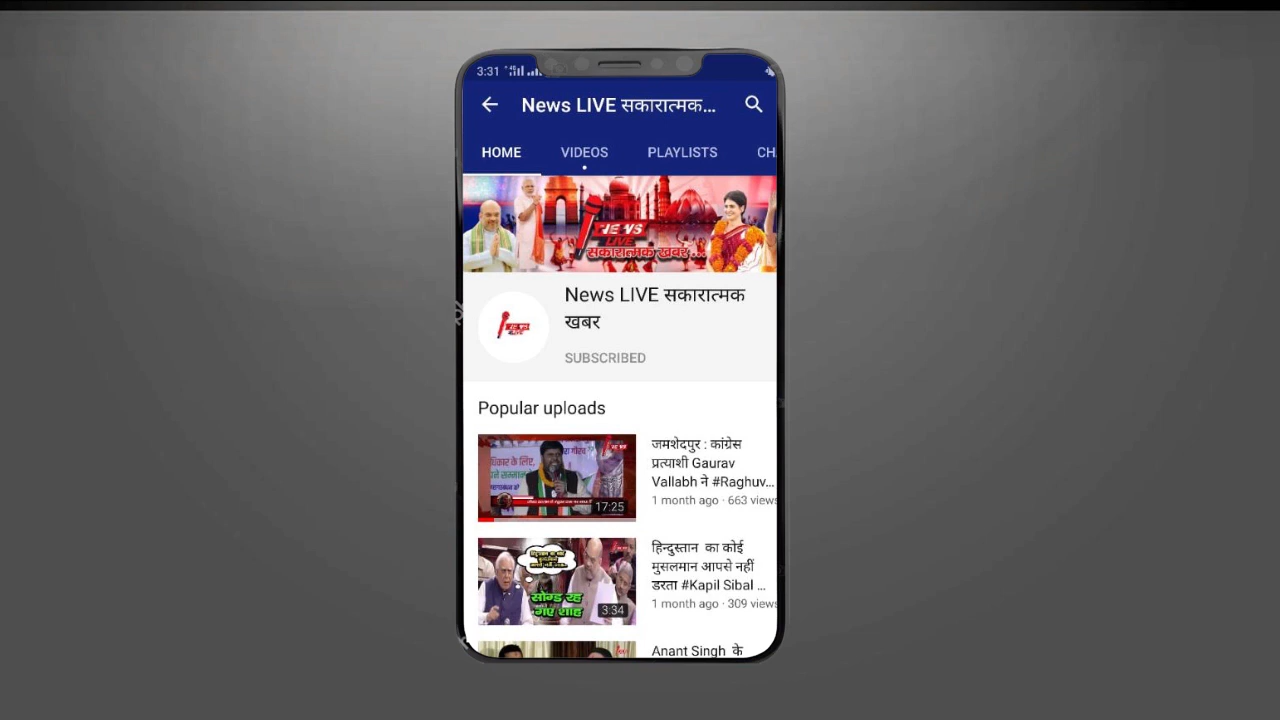 3:31
News LIVE सकारात्मक...
HOME VIDEOS PLAYLISTS CH
NEWS
LIVE
सकारात्मक खबर ...
News LIVE सकारात्मक
खबर
SUBSCRIBED
Popular uploads
17:25
जमशेदपुर : कांग्रेस
प्रत्याशी Gaurav
Vallabh ने #Raghuv...
1 month ago · 663 views
सोन्ड रह
गए शाह
3:34
हिन्दुस्तान का कोई
मुसलमान आपसे नहीं
डरता #Kapil Sibal ...
1 month ago · 309 views
Anant Singh के